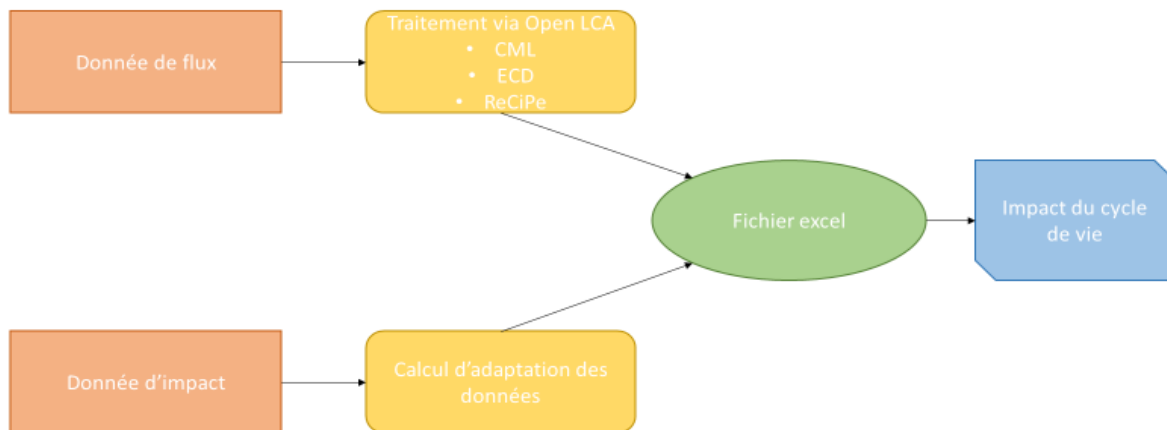 Donnée de flux
Traitement via Open LCA
• CML
• ECD
• ReCiPe
Fichier excel
Impact du cycle
de vie
Donnée d'impact
Calcul d'adaptation des
données